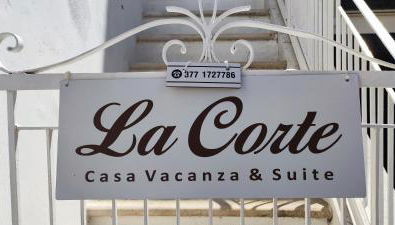 ☎377 1727786
La Corte
Casa Vacanza & Suite